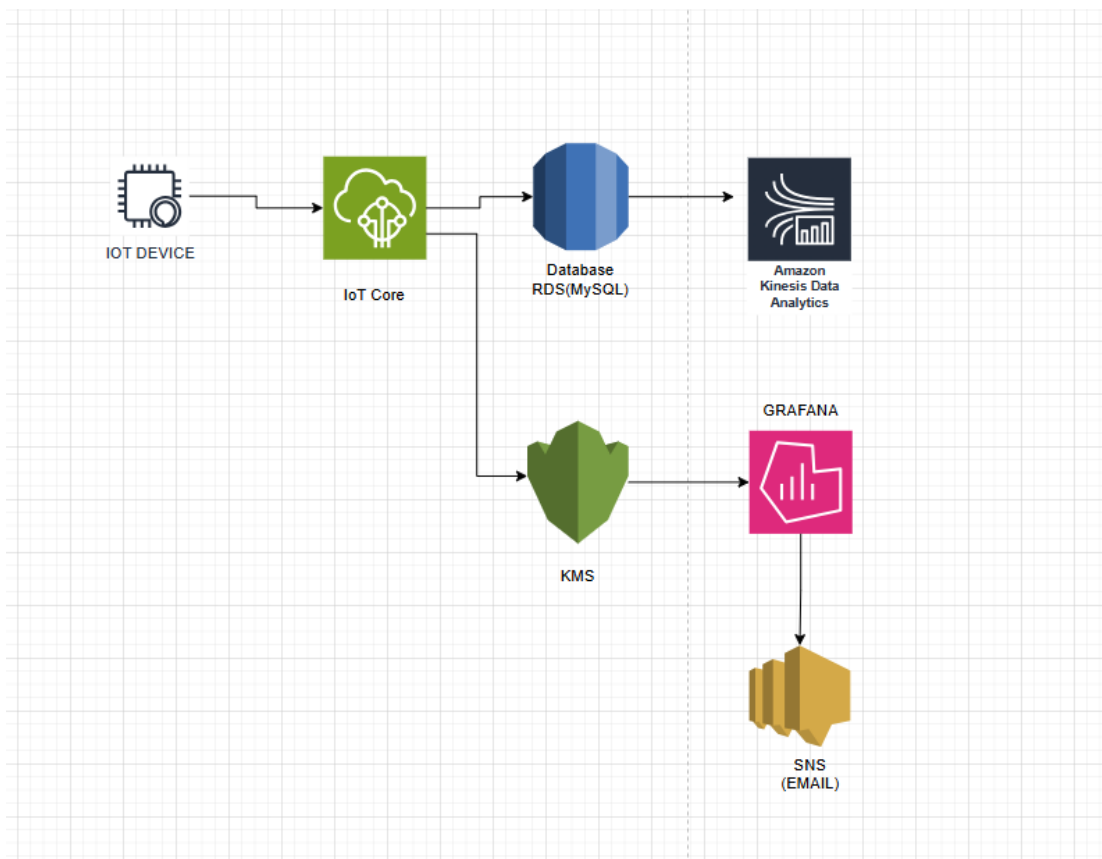 IOT DEVICE
IoT Core
Database
RDS(MySQL)
Amazon
Kinesis Data
Analytics
GRAFANA
KMS
SNS
(EMAIL)